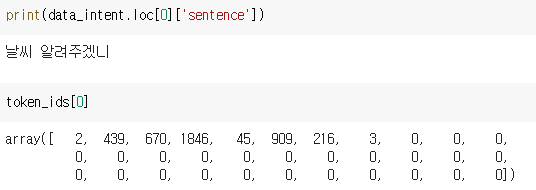 print(data_intent.loc[0]['sentence'])
날씨 알려주겠니
token_ids[0]
array([   2,  439,  670, 1846,   45,  909,  216,    3,    0,    0,    0,
          0,    0,    0,    0,    0,    0,    0,    0,    0,    0,    0,
          0,    0,    0,    0,    0,    0,    0,    0,    0,    0])